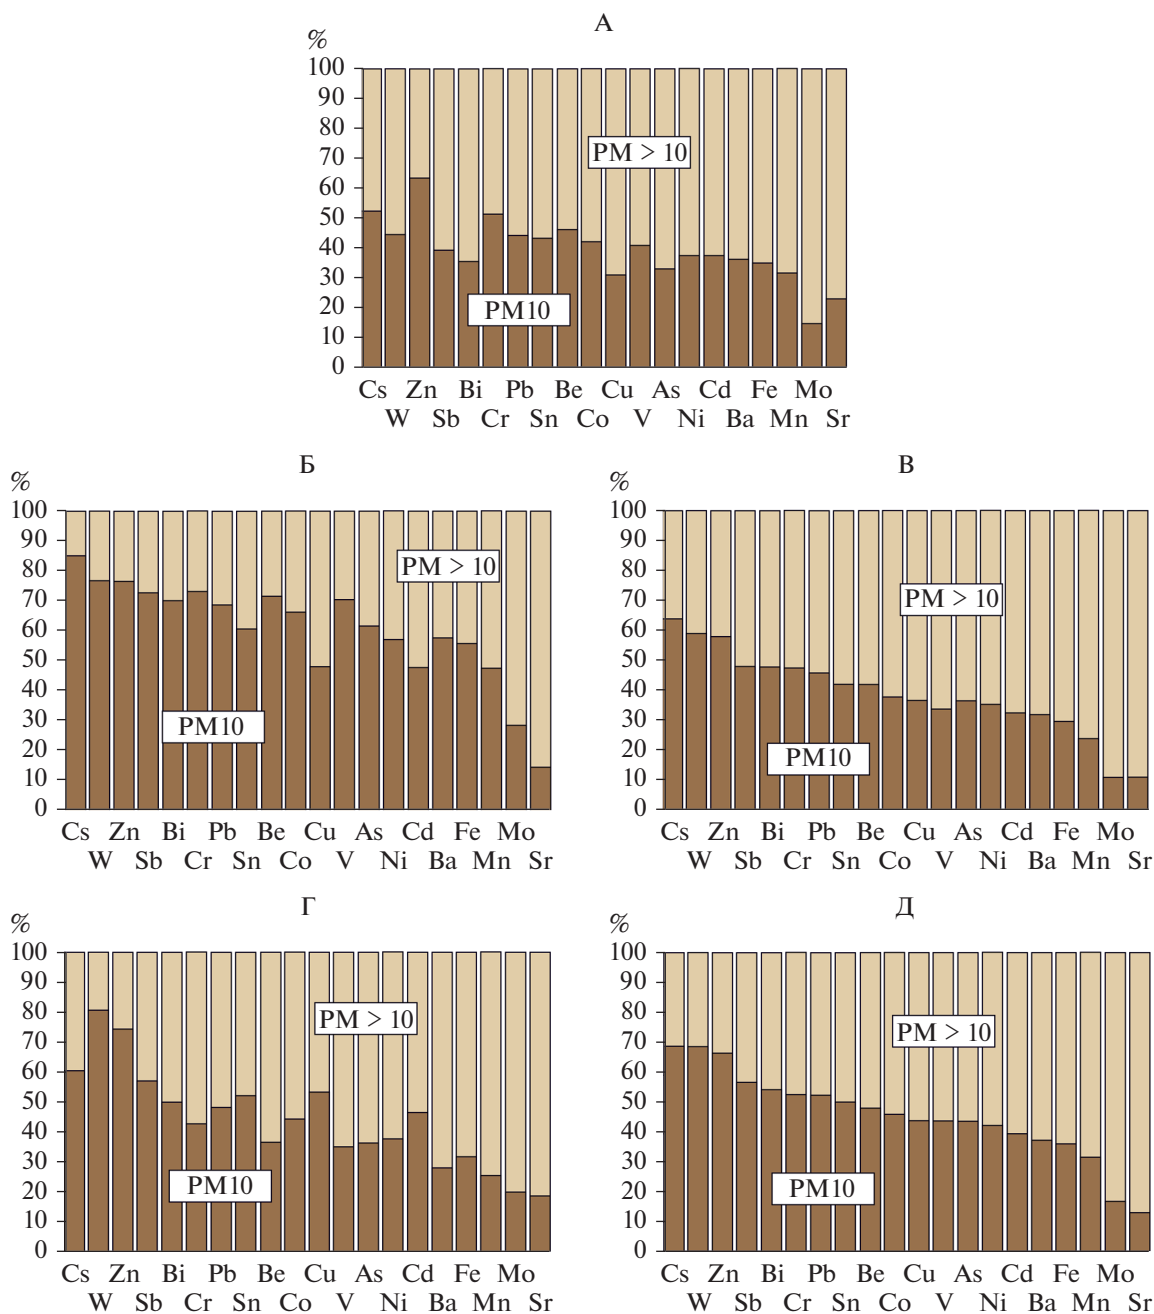 А
%
100
90
80
70
60
50
40
30
20
10
0
PM > 10
PM10
Cs Zn Bi Pb Be Cu As Cd Fe Mo
W Sb Cr Sn Co V Ni Ba Mn Sr
Б
%
100
90
80
70
60
50
40
30
20
10
0
PM > 10
PM10
Cs Zn Bi Pb Be Cu As Cd Fe Mo
W Sb Cr Sn Co V Ni Ba Mn Sr
В
%
100
90
80
70
60
50
40
30
20
10
0
PM > 10
PM10
Cs Zn Bi Pb Be Cu As Cd Fe Mo
W Sb Cr Sn Co V Ni Ba Mn Sr
Г
%
100
90
80
70
60
50
40
30
20
10
0
PM > 10
PM10
Cs Zn Bi Pb Be Cu As Cd Fe Mo
W Sb Cr Sn Co V Ni Ba Mn Sr
Д
%
100
90
80
70
60
50
40
30
20
10
0
PM > 10
PM10
Cs Zn Bi Pb Be Cu As Cd Fe Mo
W Sb Cr Sn Co V Ni Ba Mn Sr